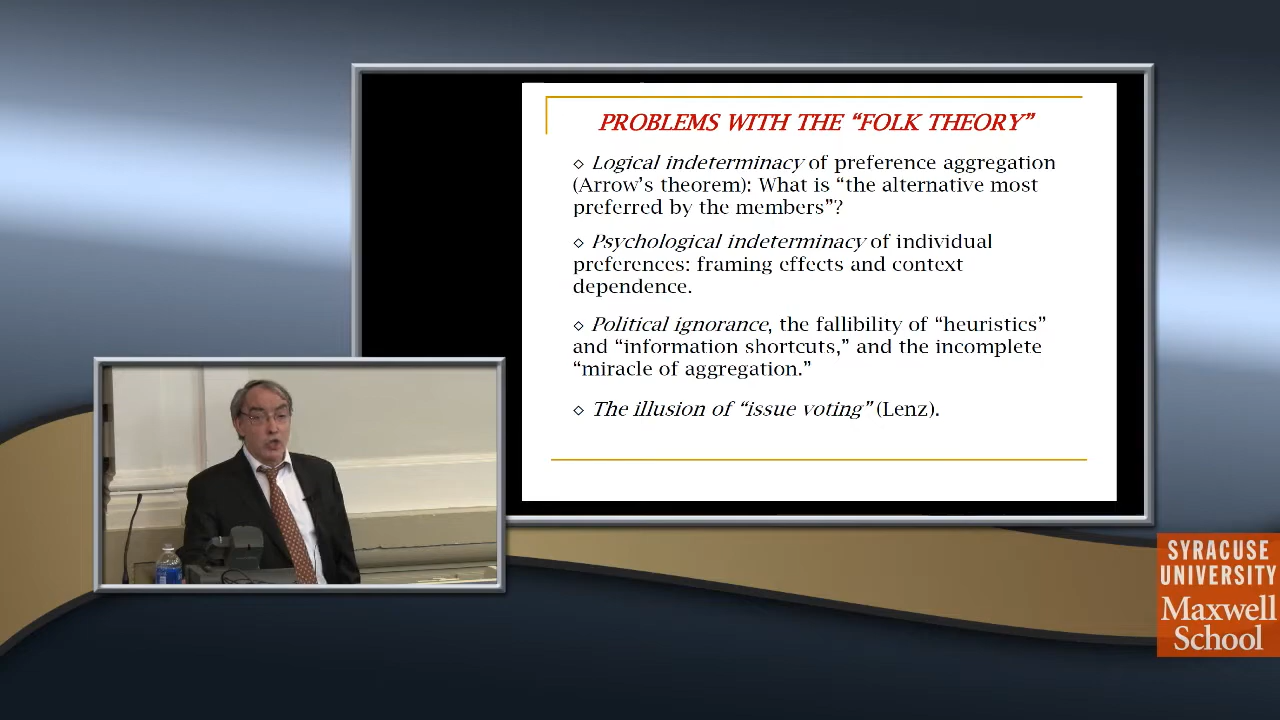 PROBLEMS WITH THE “FOLK THEORY”
◇ Logical indeterminacy of preference aggregation
(Arrow’s theorem): What is “the alternative most
preferred by the members”?
◇ Psychological indeterminacy of individual
preferences: framing effects and context
dependence.
◇ Political ignorance, the fallibility of “heuristics”
and “information shortcuts,” and the incomplete
“miracle of aggregation.”
◇ The illusion of “issue voting” (Lenz).
SYRACUSE
UNIVERSITY
Maxwell
School